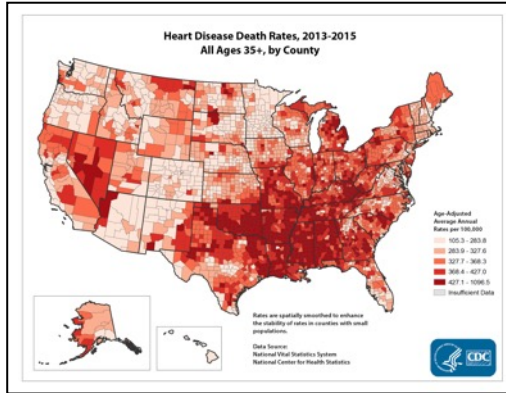 Heart Disease Death Rates, 2013-2015
All Ages 35+, by County
Age-Adjusted
Average Annual
Rates per 100,000
105.3 - 283.8
283.9 - 327.6
327.7 - 368.3
368.4 - 427.0
427.1 - 1096.5
Insufficient Data
Rates are spatially smoothed to enhance
the stability of rates in counties with small
populations.
Data Source:
National Vital Statistics System
National Center for Health Statistics
CDC